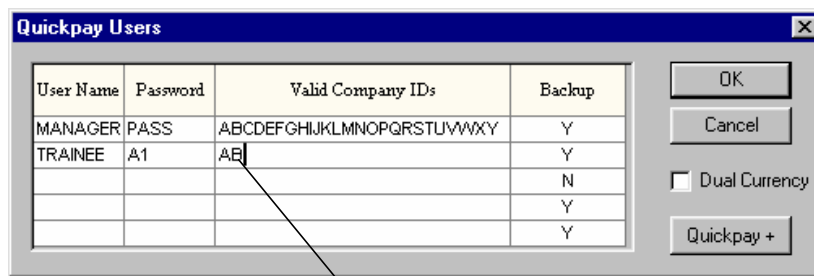 Quickpay Users
User Name Password Valid Company IDs Backup
MANAGER PASS ABCDEFGHIJKLMNOPQRSTUVWXY Y
TRAINEE A1 AB Y
N
Y
Y
OK
Cancel
Dual Currency
Quickpay +